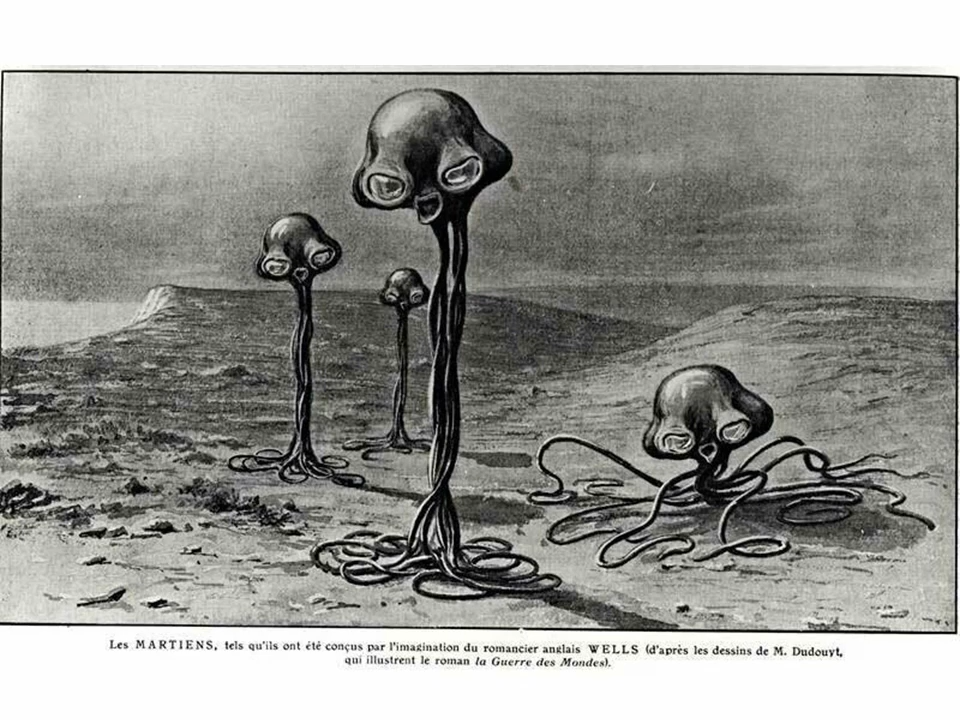 Les MARTIENS, tels qu'ils ont été conçus par l'imagination du romancier anglais WELLS (d'après les dessins de M. Dudouyt,
qui illustrent le roman la Guerre des Mondes).